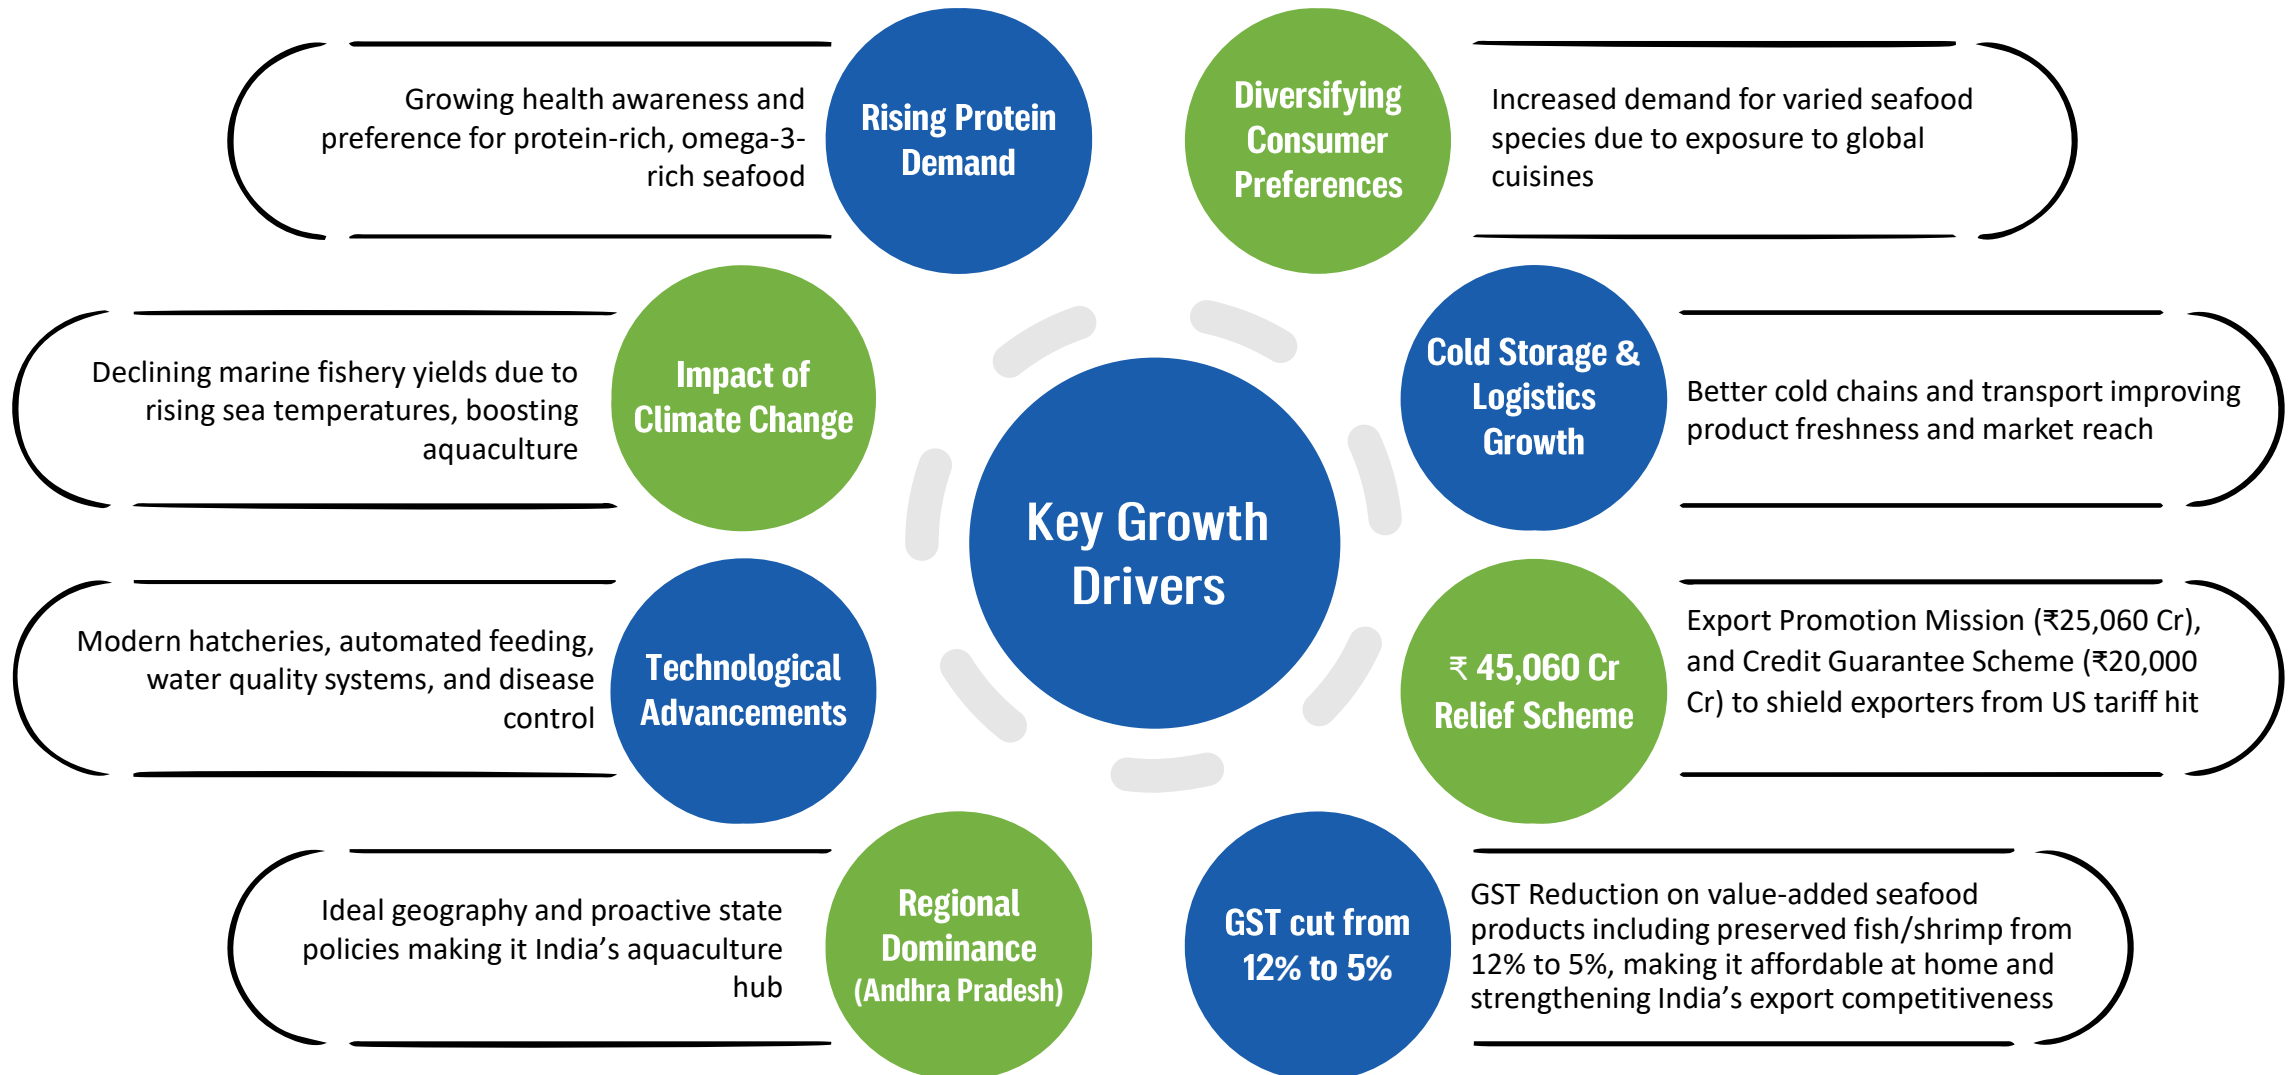 Growing health awareness and
preference for protein-rich, omega-3-
rich seafood
Rising Protein
Demand
Diversifying
Consumer
Preferences
Increased demand for varied seafood
species due to exposure to global
cuisines
Declining marine fishery yields due to
rising sea temperatures, boosting
aquaculture
Impact of
Climate Change
Cold Storage &
Logistics
Growth
Better cold chains and transport improving
product freshness and market reach
Key Growth
Drivers
Modern hatcheries, automated feeding,
water quality systems, and disease
control
Technological
Advancements
₹ 45,060 Cr
Relief Scheme
Export Promotion Mission (₹25,060 Cr),
and Credit Guarantee Scheme (₹20,000
Cr) to shield exporters from US tariff hit
Ideal geography and proactive state
policies making it India’s aquaculture
hub
Regional
Dominance
(Andhra Pradesh)
GST cut from
12% to 5%
GST Reduction on value-added seafood
products including preserved fish/shrimp from
12% to 5%, making it affordable at home and
strengthening India’s export competitiveness